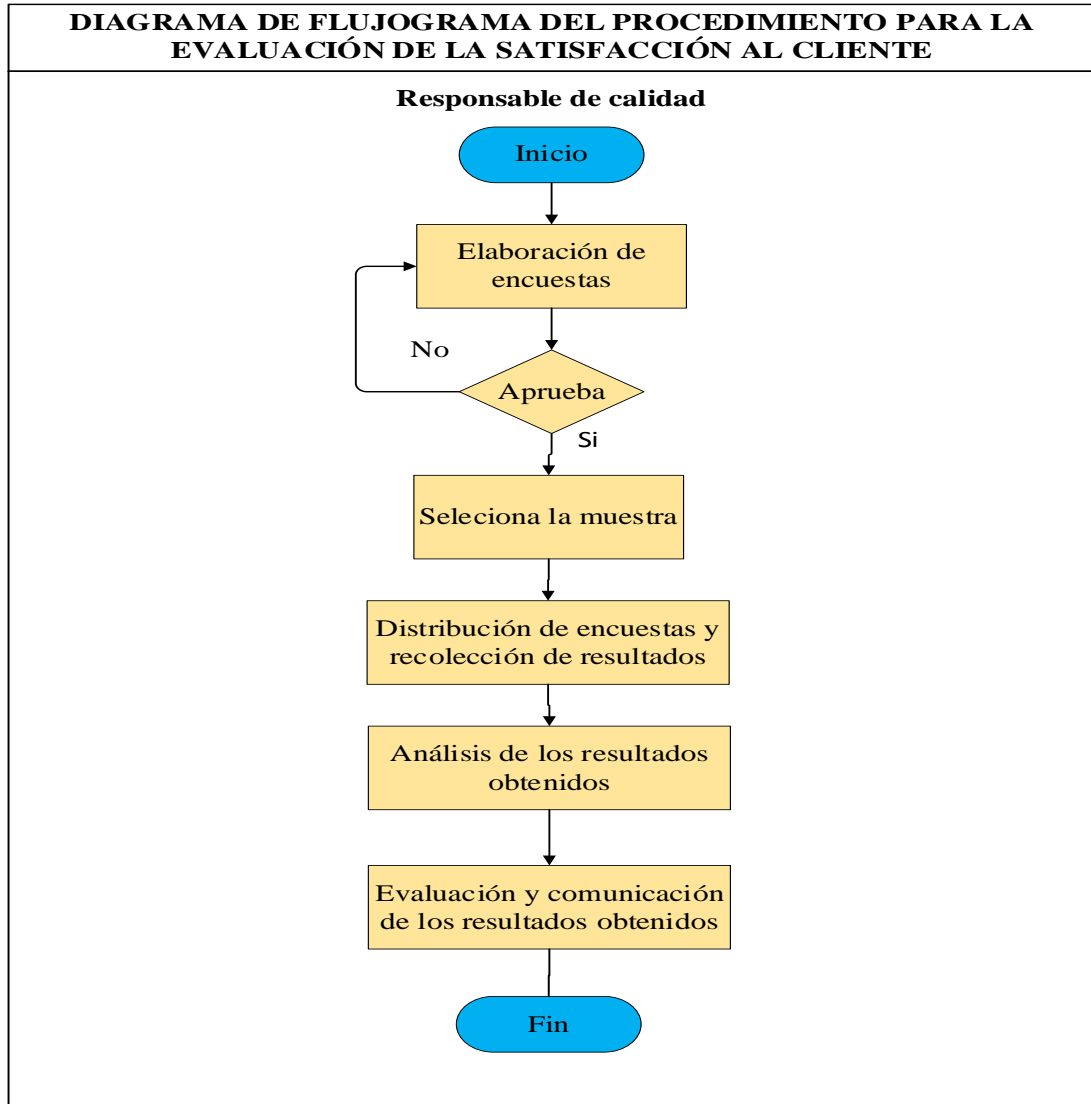 DIAGRAMA DE FLUJOGRAMA DEL PROCEDIMIENTO PARA LA
EVALUACIÓN DE LA SATISFACCIÓN AL CLIENTE
Responsable de calidad
Inicio
Elaboración de
encuestas
No
Aprueba
Si
Seleciona la muestra
Distribución de encuestas y
recolección de resultados
Análisis de los resultados
obtenidos
Evaluación y comunicación
de los resultados obtenidos
Fin